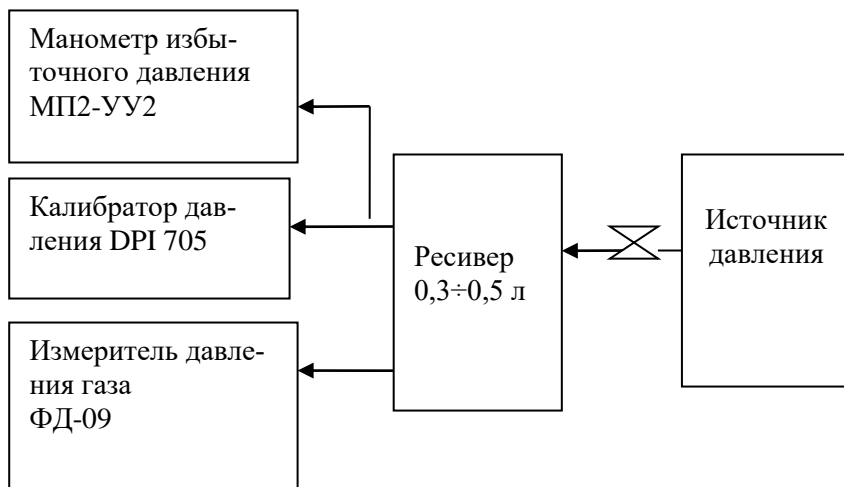 Манометр избы-
точного давления
МП2-УУ2
Калибратор дав-
ления DPI 705
Измеритель давле-
ния газа
ФД-09
Ресивер
0,3÷0,5 л
Источник
давления